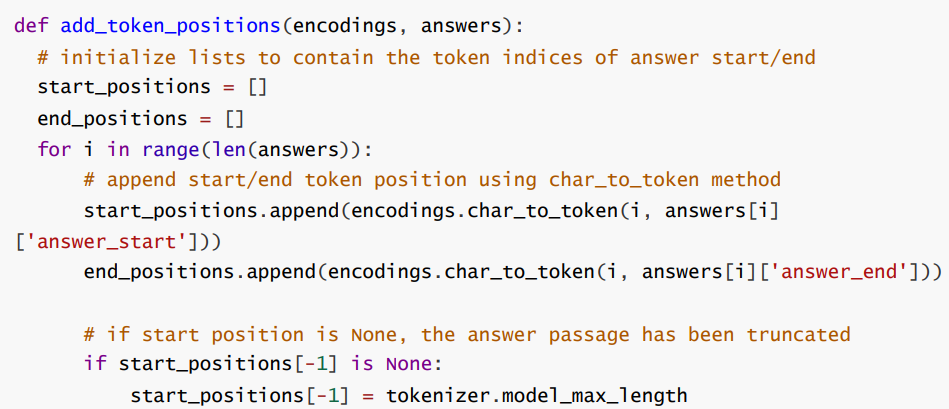 def add_token_positions(encodings, answers):
  # initialize lists to contain the token indices of answer start/end
  start_positions = []
  end_positions = []
  for i in range(len(answers)):
      # append start/end token position using char_to_token method
      start_positions.append(encodings.char_to_token(i, answers[i]
['answer_start']))
      end_positions.append(encodings.char_to_token(i, answers[i]['answer_end']))

      # if start position is None, the answer passage has been truncated
      if start_positions[-1] is None:
          start_positions[-1] = tokenizer.model_max_length